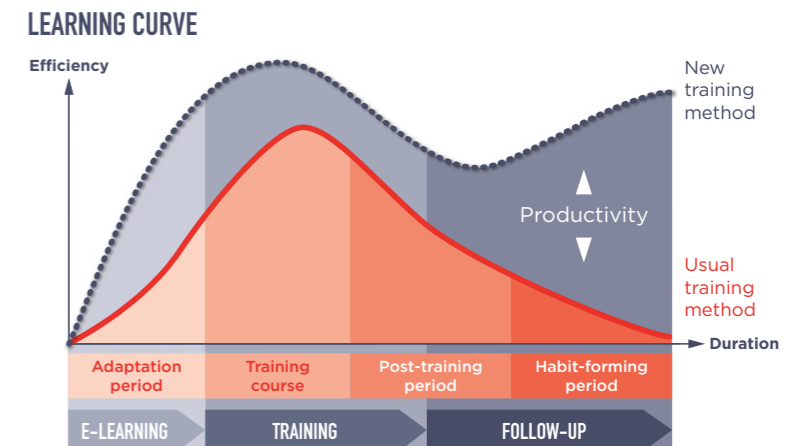 LEARNING CURVE
Efficiency
New
training
method
Productivity
Usual
training
method
Duration
Adaptation
period
Training
course
Post-training
period
Habit-forming
period
E-LEARNING
TRAINING
FOLLOW-UP